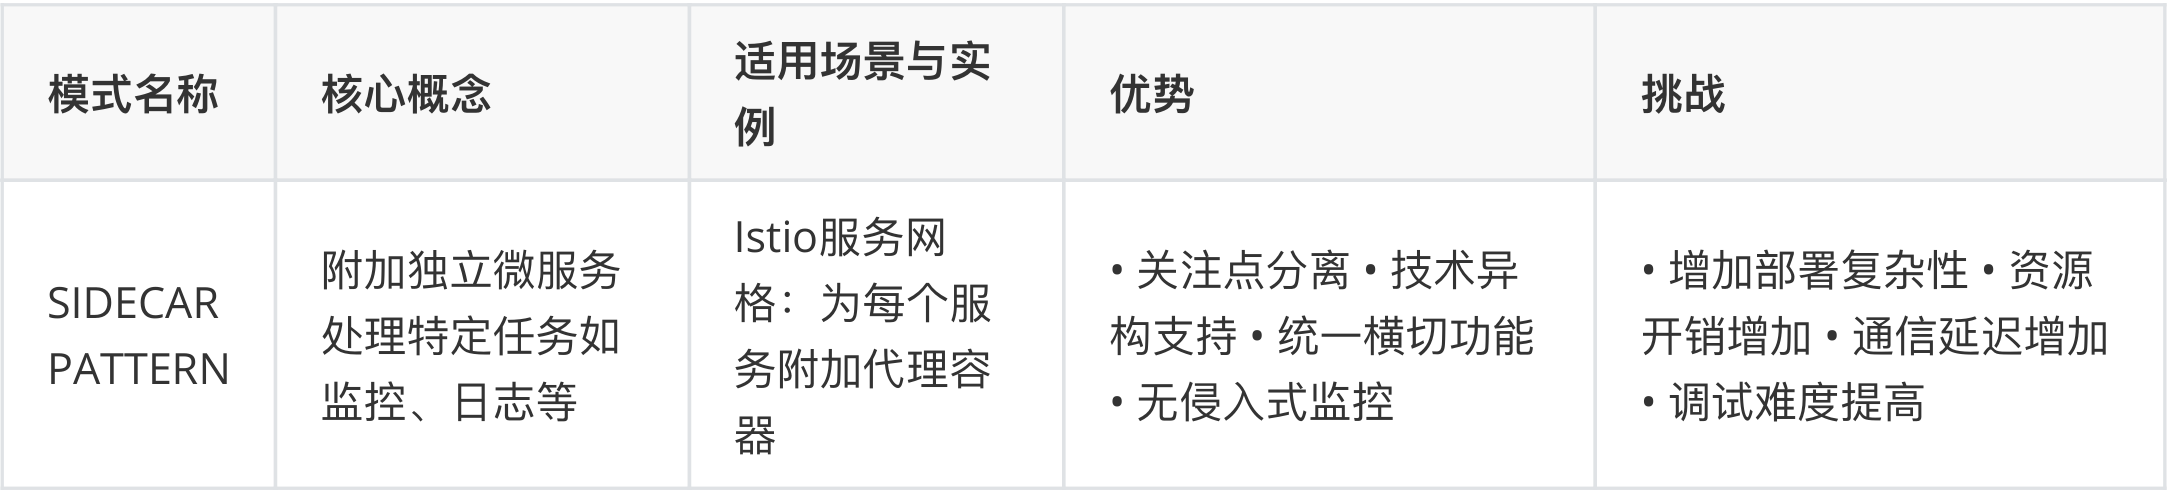 模式名称
核心概念
适用场景与实
例
优势
挑战
SIDECAR
PATTERN
附加独立微服务
处理特定任务如
监控、日志等
Istio服务网
格：为每个服
务附加代理容
器
• 关注点分离 • 技术异
构支持 • 统一横切功能
• 无侵入式监控
• 增加部署复杂性 • 资源
开销增加 • 通信延迟增加
• 调试难度提高